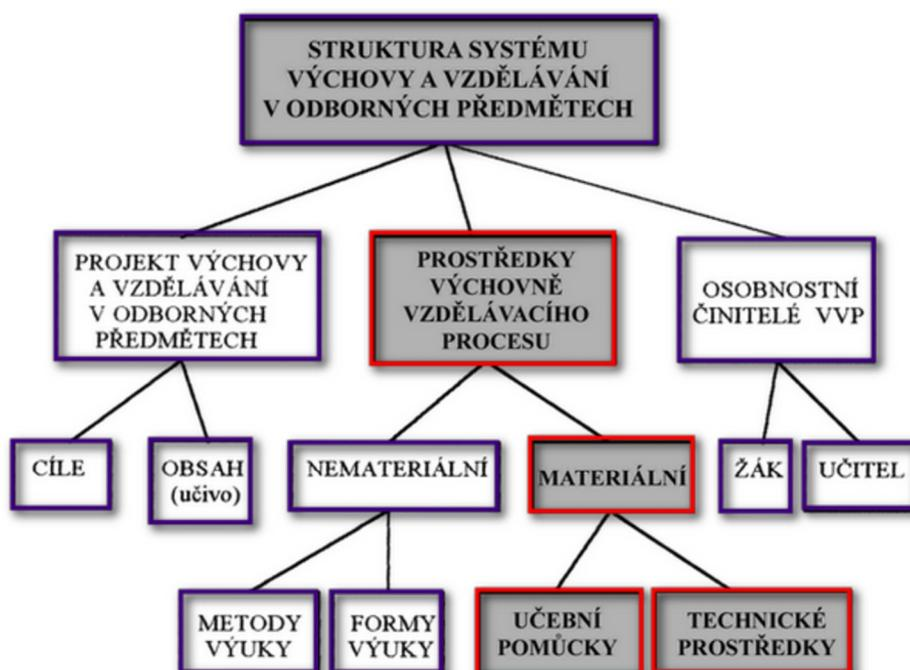 STRUKTURA SYSTÉMU
VÝCHOVY A VZDĚLÁVÁNÍ
V ODBORNÝCH PŘEDMĚTECH
PROJEKT VÝCHOVY
A VZDĚLÁVÁNÍ
V ODBORNÝCH
PŘEDMĚTECH
PROSTŘEDKY
VÝCHOVNĚ
VZDĚLÁVACÍHO
PROCESU
OSOBNOSTNÍ
ČINITELÉ VVP
CÍLE
OBSAH
(učivo)
NEMATERIÁLNÍ
MATERIÁLNÍ
ŽÁK
UČITEL
METODY
VÝUKY
FORMY
VÝUKY
UČEBNÍ
POMŮCKY
TECHNICKÉ
PROSTŘEDKY